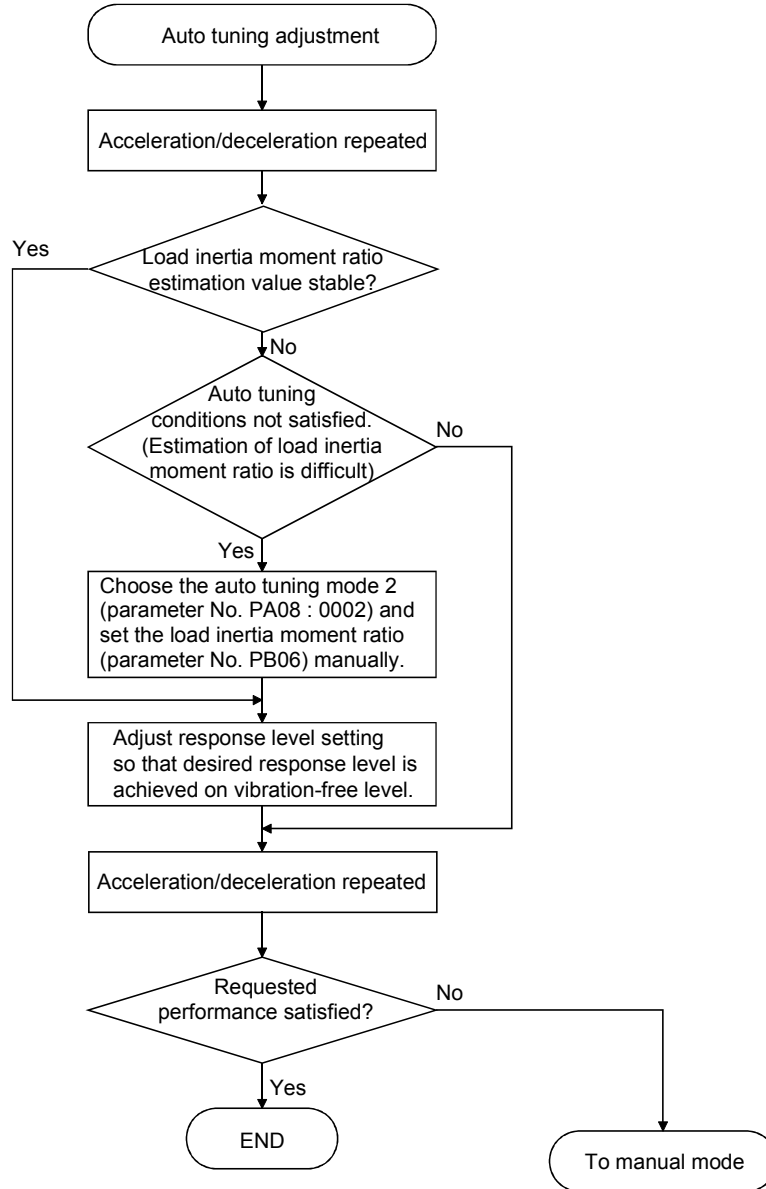 Auto tuning adjustment
Acceleration/deceleration repeated
Yes
Load inertia moment ratio
estimation value stable?
No
Auto tuning
conditions not satisfied.
(Estimation of load inertia
moment ratio is difficult)
No
Yes
Choose the auto tuning mode 2
(parameter No. PA08 : 0002) and
set the load inertia moment ratio
(parameter No. PB06) manually.
Adjust response level setting
so that desired response level is
achieved on vibration-free level.
Acceleration/deceleration repeated
Requested
performance satisfied?
No
Yes
END
To manual mode